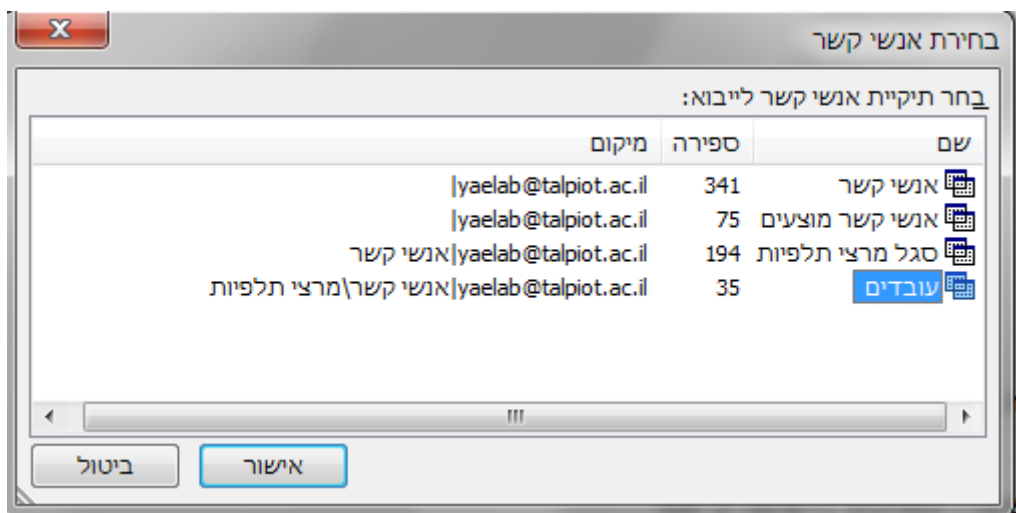 בחירת אנשי קשר
בחר תיקיית אנשי קשר לייבוא:
שם ספירה מיקום
אנשי קשר 341 yaelab@talpiot.ac.il|
אנשי קשר מוצעים 75 yaelab@talpiot.ac.il|
סגל מרצי תלפיות 194 yaelab@talpiot.ac.il|אנשי קשר
עובדים 35 yaelab@talpiot.ac.il|אנשי קשר\מרצי תלפיות
אישור ביטול